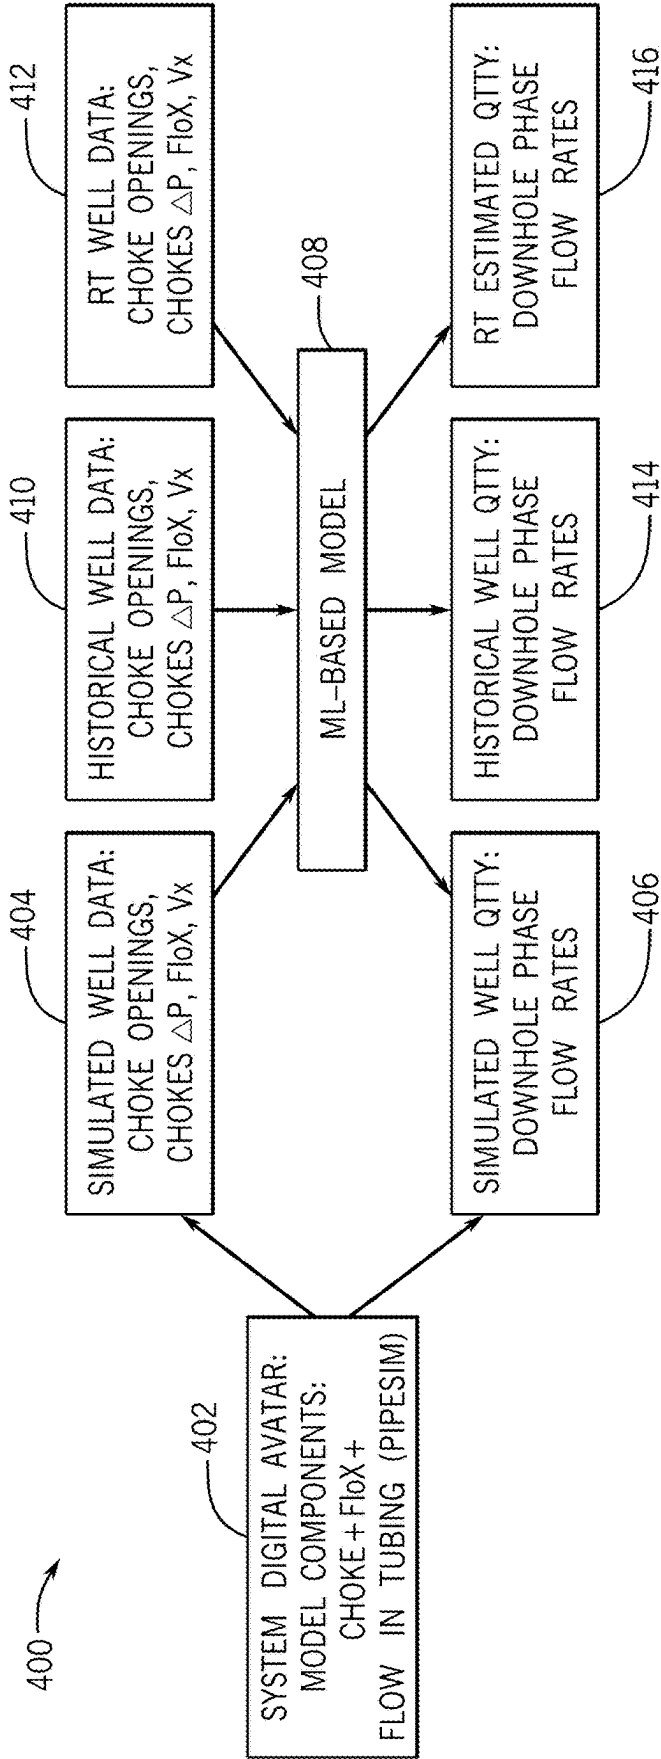 400
402
SYSTEM DIGITAL AVATAR:
MODEL COMPONENTS:
CHOKE+FloX+
FLOW IN TUBING (PIPESIM)
404
SIMULATED WELL DATA:
CHOKE OPENINGS,
CHOKES △P, FloX, Vx
410
HISTORICAL WELL DATA:
CHOKE OPENINGS,
CHOKES △P, FloX, Vx
412
RT WELL DATA:
CHOKE OPENINGS,
CHOKES △P, FloX, Vx
408
ML-BASED MODEL
SIMULATED WELL QTTY:
DOWNHOLE PHASE
FLOW RATES
406
HISTORICAL WELL QTTY:
DOWNHOLE PHASE
FLOW RATES
414
RT ESTIMATED QTTY:
DOWNHOLE PHASE
FLOW RATES
416